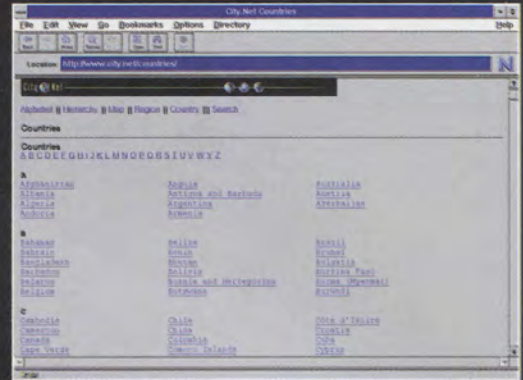 City.Net Countries
File Edit View Go Bookmarks Options Directory Help
Location http://www.city.net/countries/
N
City Net
Alphabet Hierarchy Map Region Country Search
Countries
Countries
A B C D E F G H I J K L M N O P Q R S T U V W Y Z
a
Afghanistan Angola Australia
Albania Antigua and Barbuda Austria
Algeria Argentina Azerbaijan
Andorra Armenia
B
Bahamas Belize Brazil
Bahrain Benin Brunei
Bangladesh Bhutan Bulgaria
Barbados Bolivia Burkina Faso
Belarus Bosnia and Herzegovina Burma (Myanmar)
Belgium Botswana Burundi
c
Cambodia Chile Côte d'Ivoire
Cameroon China Croatia
Canada Colombia Cuba
Cape Verde Comoro Islands Cyprus